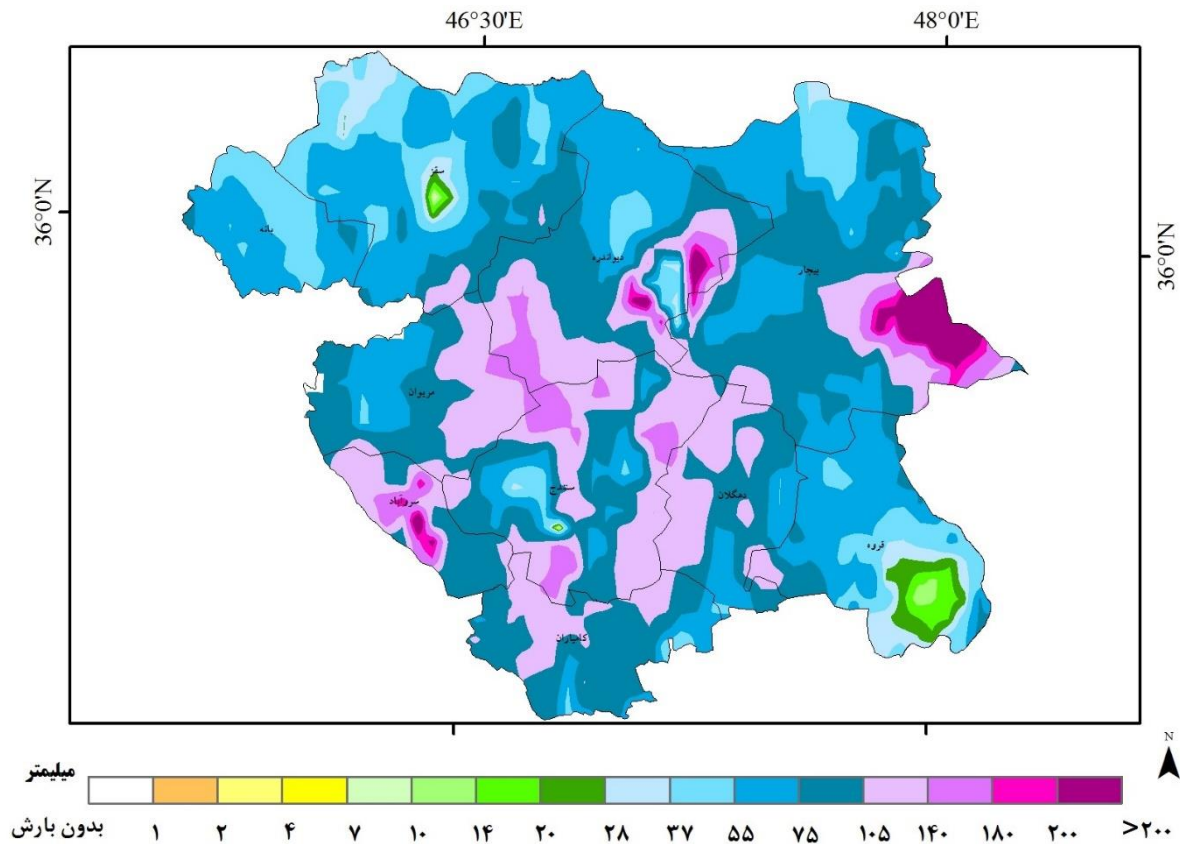 46°30'E 48°0'E
سقز
36°0'N
بانه
دیواندره
بیجار
36°0'N
مریوان
سنندج
سروآباد
دهگلان
قروه
کامیاران
N
میلیمتر
بدون بارش ۱ ۲ ۴ ۷ ۱۰ ۱۴ ۲۰ ۲۸ ۳۷ ۵۵ ۷۵ ۱۰۵ ۱۴۰ ۱۸۰ ۲۰۰ >۲۰۰